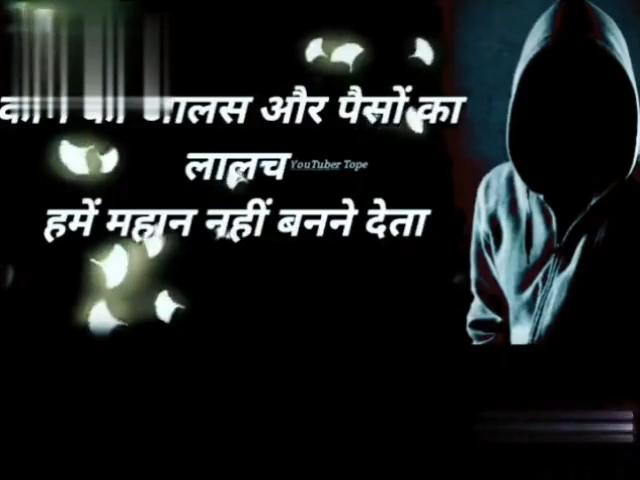 और पैसों का
लालच YouTuber Tope
हमें महान नहीं बनने देता